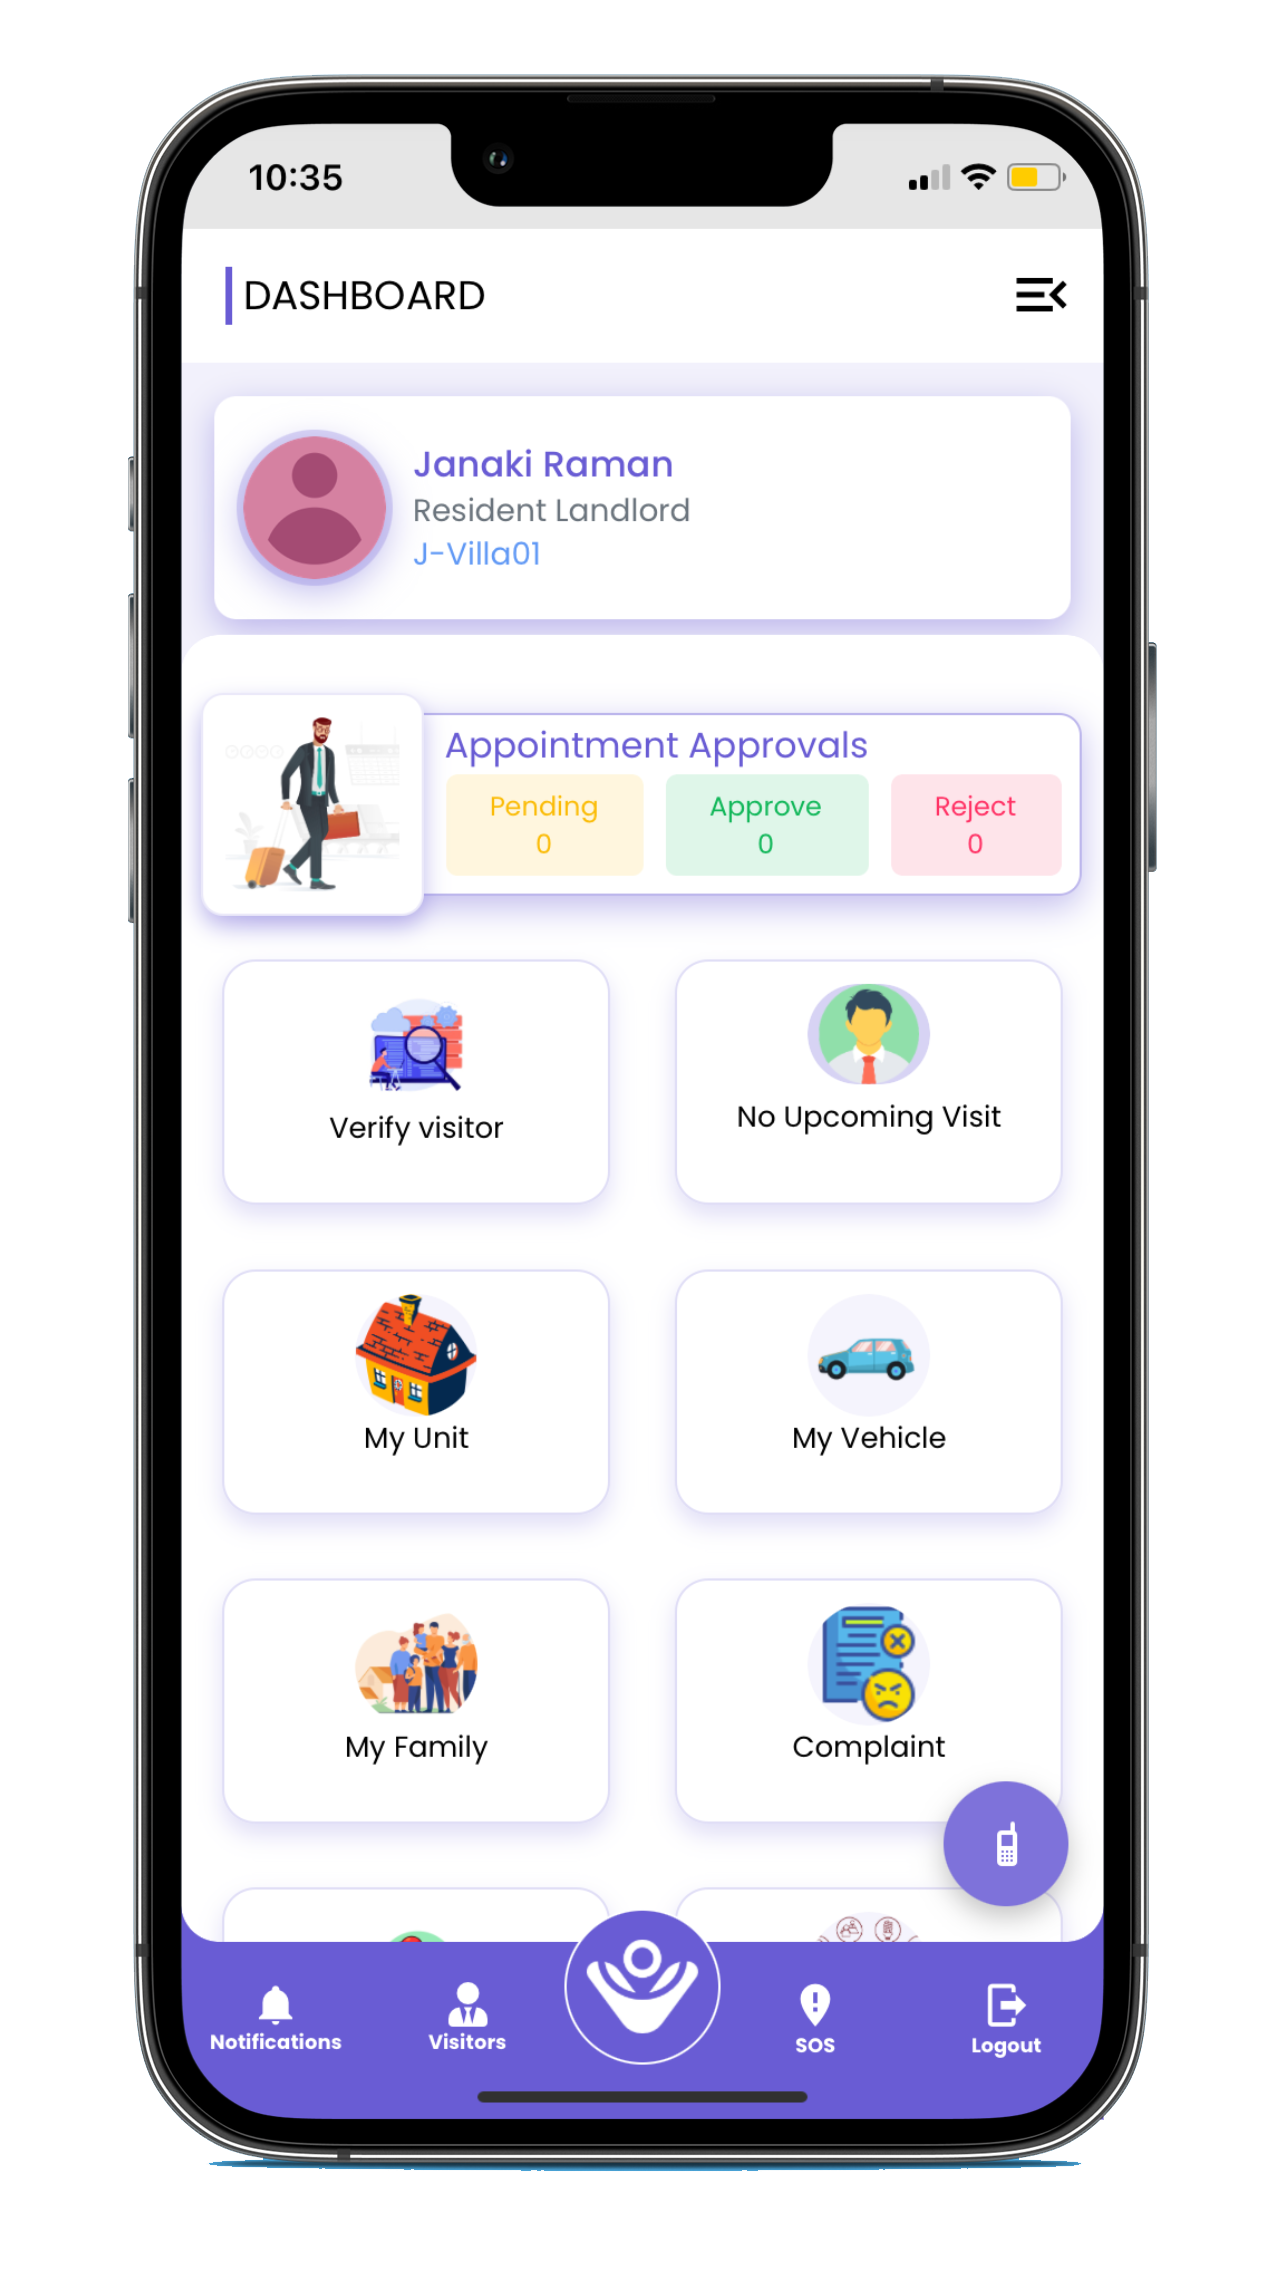 10:35
DASHBOARD
Janaki Raman
Resident Landlord
J-Villa01
Appointment Approvals
Pending Approve Reject
0 0 0
Verify visitor No Upcoming Visit
My Unit My Vehicle
My Family Complaint
Notifications Visitors SOS Logout